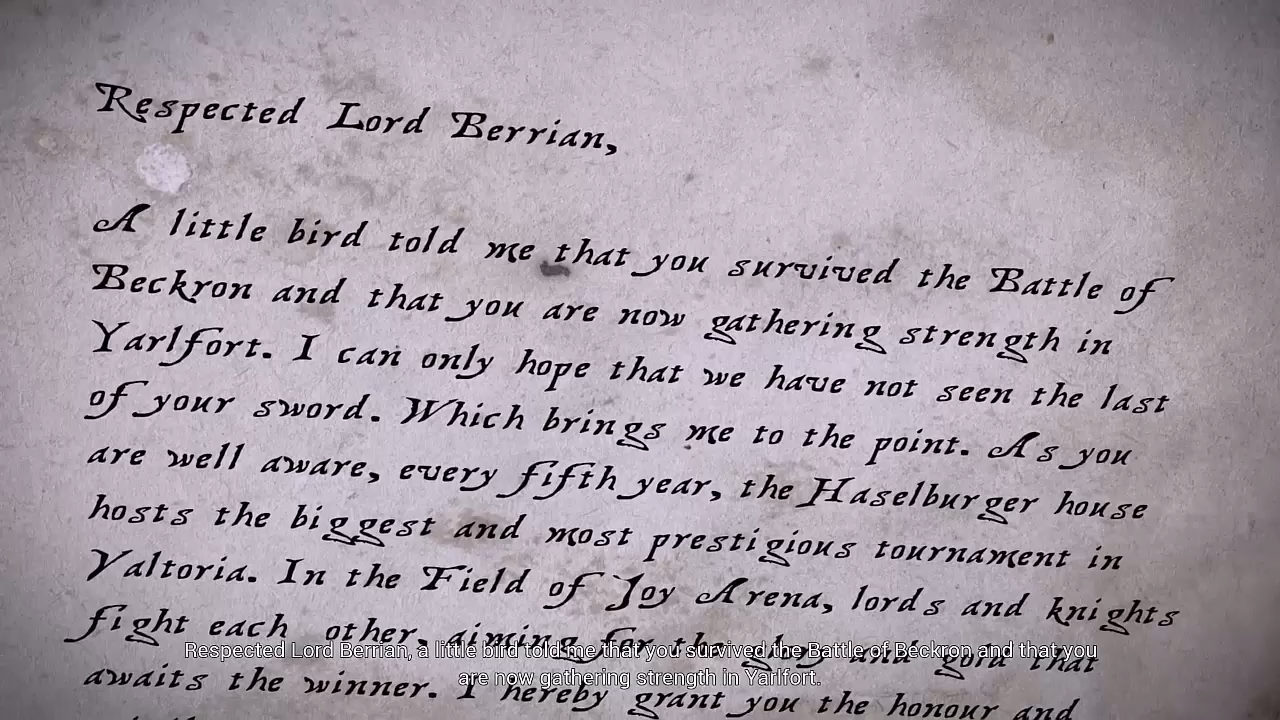 Respected Lord Berrian,
A little bird told me that you survived the Battle of
Beckron and that you are now gathering strength in
Yarlfort. I can only hope that we have not seen the last
of your sword. Which brings me to the point. As you
are well aware, every fifth year, the Haselburger house
hosts the biggest and most prestigious tournament in
Valtoria. In the Field of Joy Arena, lords and knights
fight each other, aiming for the glory and gold that
awaits the winner. I hereby grant you the honour and
Respected Lord Berrian, a little bird told me that you survived the Battle of Beckron and that you
are now gathering strength in Yarlfort.